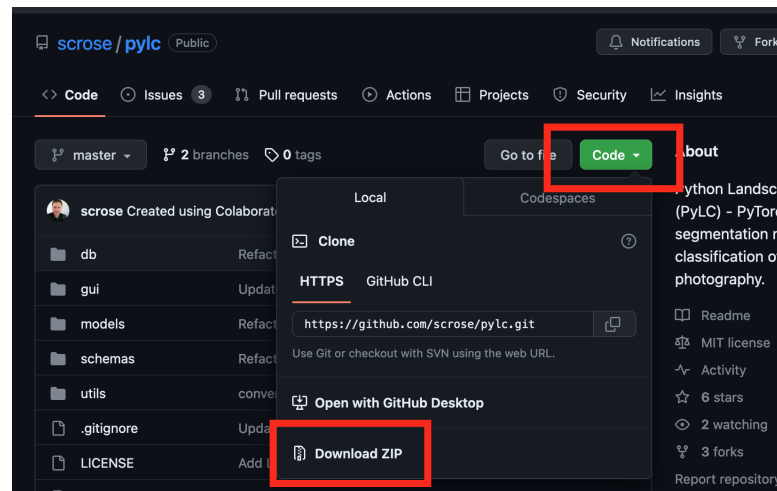 scrose / pylc Public Notifications Fork
<> Code Issues 3 Pull requests Actions Projects Security Insights
master 2 branches 0 tags Go to file Code
About
Local Codespaces
scrose Created using Colaborat
Clone
db Refact
HTTPS GitHub CLI
gui Updat
https://github.com/scrose/pylc.git
models Refact
Use Git or checkout with SVN using the web URL.
schemas Refact
utils conver
Open with GitHub Desktop
.gitignore Upda
Download ZIP
LICENSE Add L
Python Landsc
(PyLC) – PyTor
segmentation
classification o
photography.
Readme
MIT license
Activity
6 stars
2 watching
3 forks
Report repository